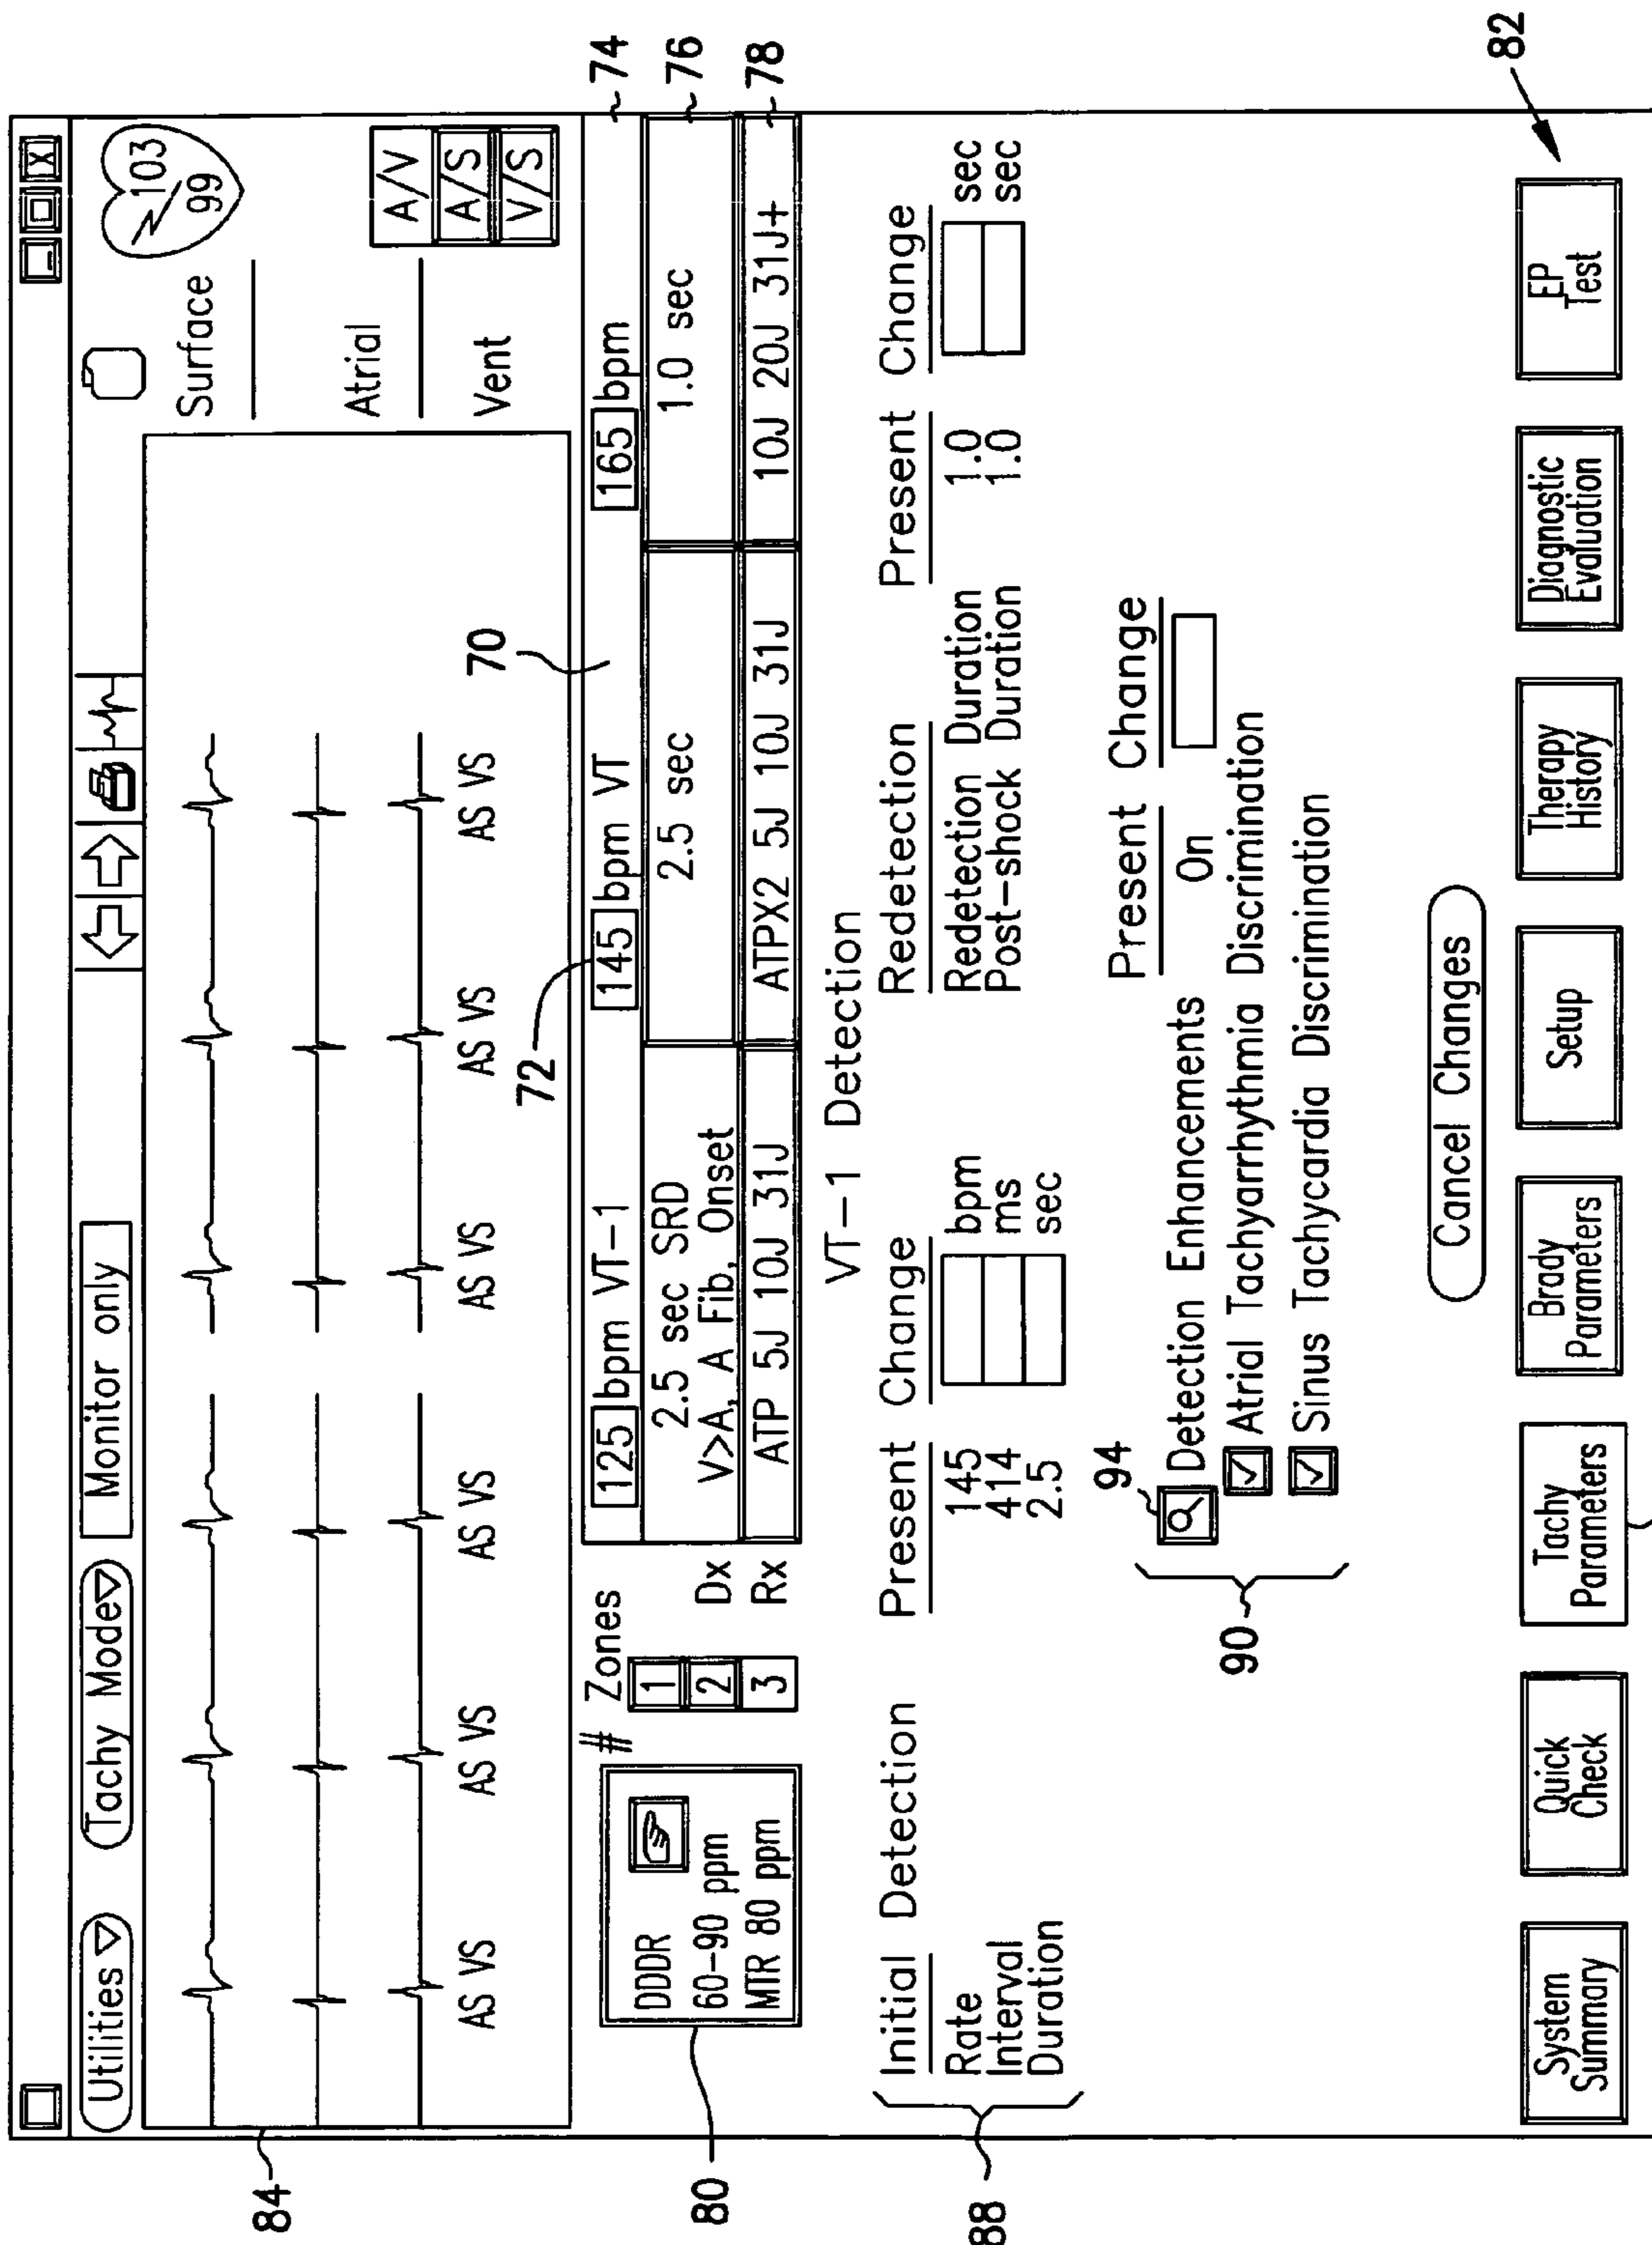 X
Utilities Tachy Mode Monitor only
Surface
103
99
Atrial
Vent
A/V
A/S
V/S
AS VS AS VS AS VS AS VS AS VS AS VS
84
70
72
74
76
78
# Zones
1
2
3
Dx
Rx
DDDR
60-90 ppm
MTR 80 ppm
80
125 bpm VT-1 145 bpm VT 165 bpm
2.5 sec SRD
V>A, A Fib, Onset
2.5 sec
1.0 sec
ATP 5J 10J 31J
ATPX2 5J 10J 31J
10J 20J 31J+
VT-1 Detection
Initial Detection Present Change
Rate 145 bpm
Interval 414 ms
Duration 2.5 sec
88
Redetection Present Change
Redetection Duration 1.0 sec
Post-shock Duration 1.0 sec
94
90
Present Change
Detection Enhancements On
Atrial Tachyarrhythmia Discrimination
Sinus Tachycardia Discrimination
Cancel Changes
82
System Summary
Quick Check
Tachy Parameters
Brady Parameters
Setup
Therapy History
Diagnostic Evaluation
EP Test